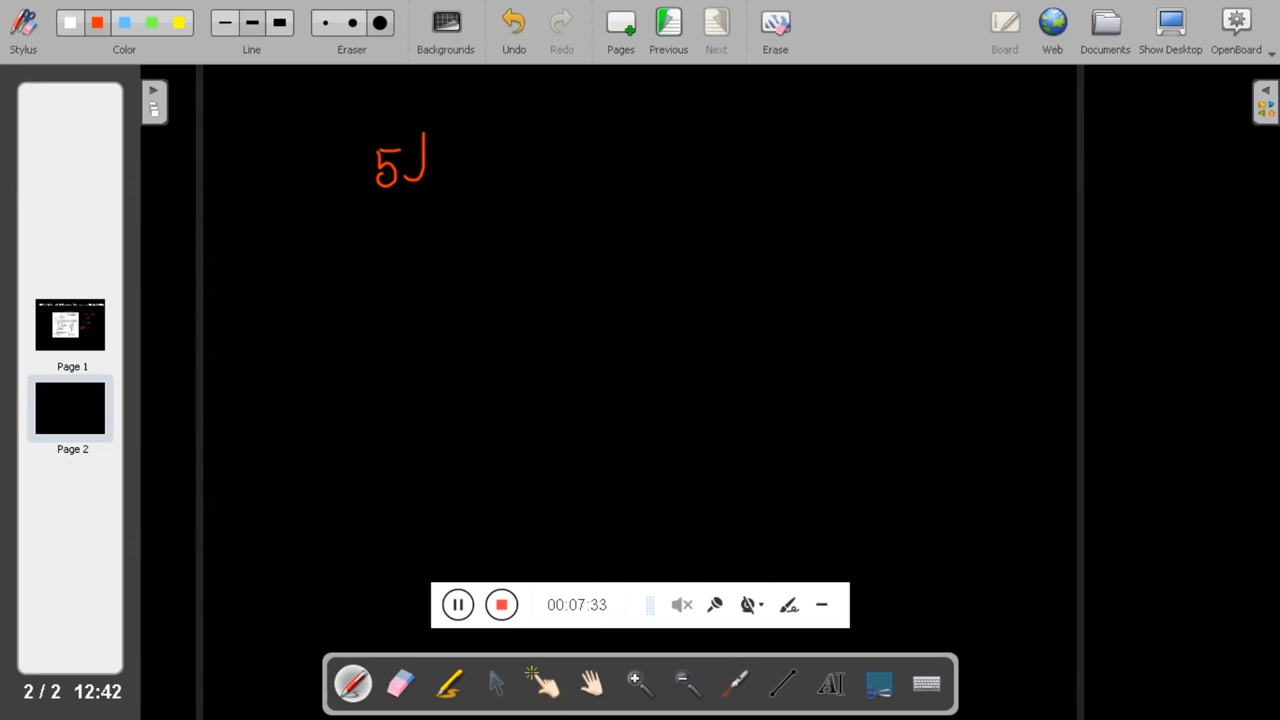 Stylus Color Line Eraser Backgrounds Undo Redo Pages Previous Next Erase Board Web Documents Show Desktop OpenBoard
5J
Page 1
Page 2
00:07:33
2 / 2 12:42
AI